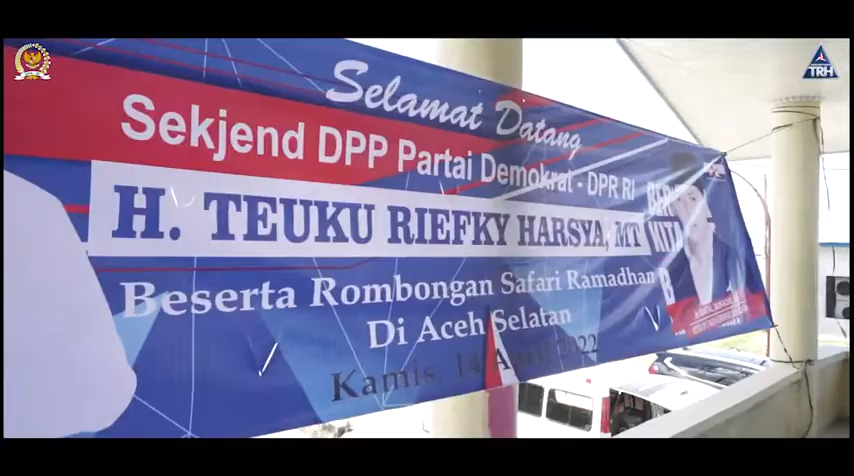 TRH
Selamat Datang
Sekjend DPP Partai Demokrat - DPR RI
H. TEUKU RIEFKY HARSYA, MT
Beserta Rombongan Safari Ramadhan
Di Aceh Selatan
Kamis, 14 April 2022